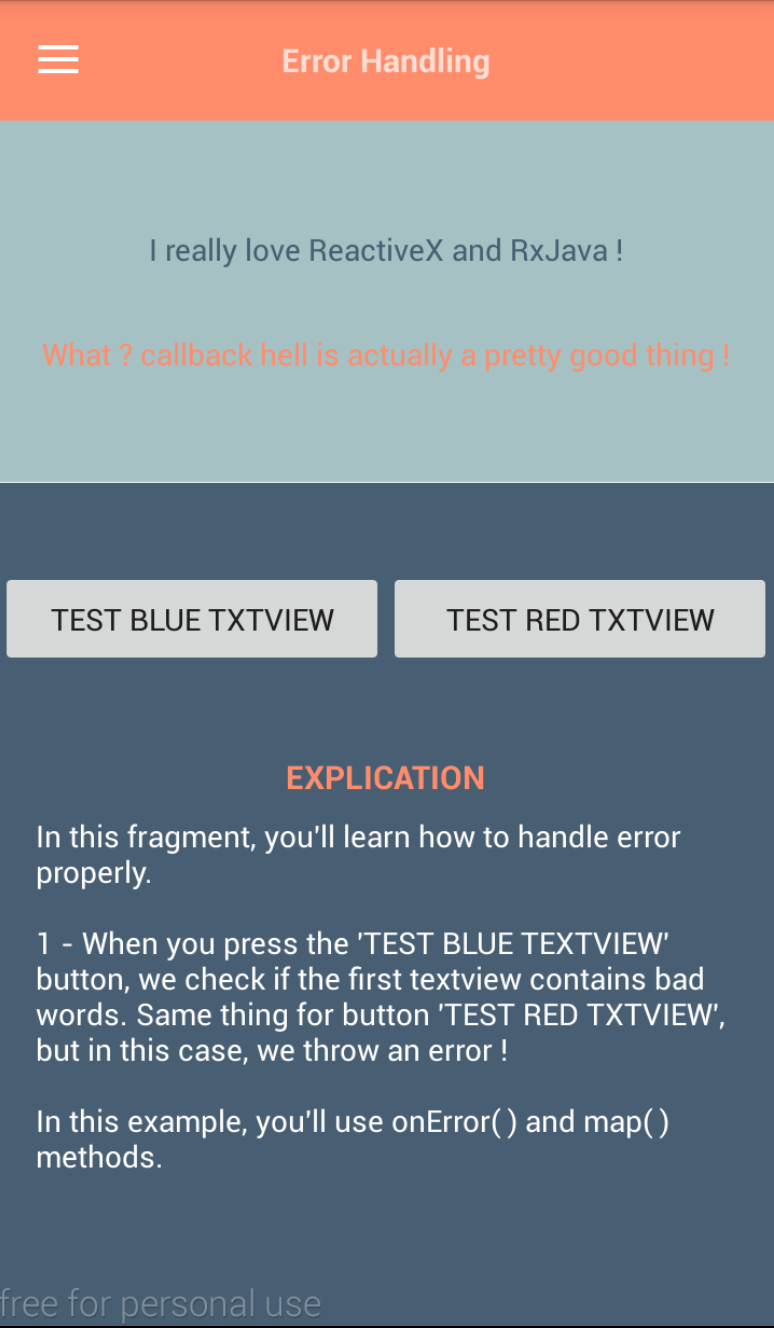 Error Handling
I really love ReactiveX and RxJava !
What ? callback hell is actually a pretty good thing !
TEST BLUE TXTVIEW
TEST RED TXTVIEW
EXPLICATION
In this fragment, you'll learn how to handle error
properly.
1 - When you press the 'TEST BLUE TEXTVIEW'
button, we check if the first textview contains bad
words. Same thing for button 'TEST RED TXTVIEW',
but in this case, we throw an error !
In this example, you'll use onError( ) and map( )
methods.
free for personal use